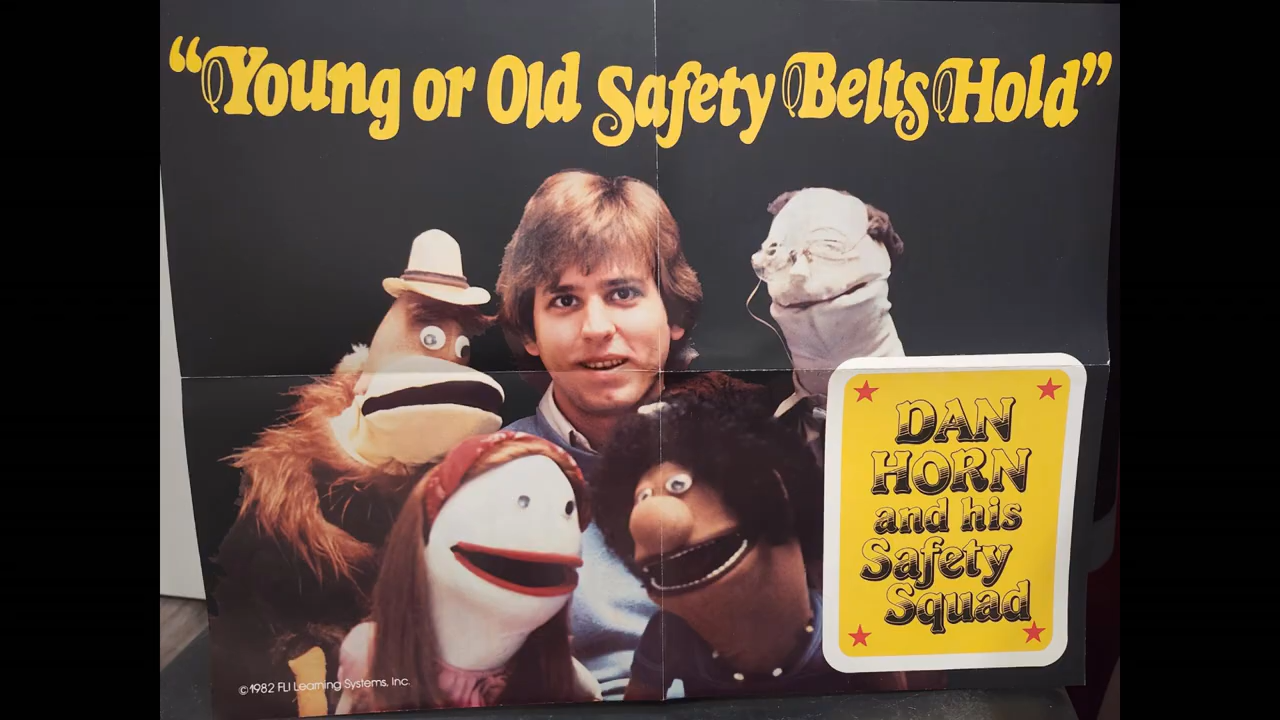 “Young or Old Safety Belts Hold”
DAN
HORN
and his
Safety
Squad
©1982 FLI Learning Systems, Inc.